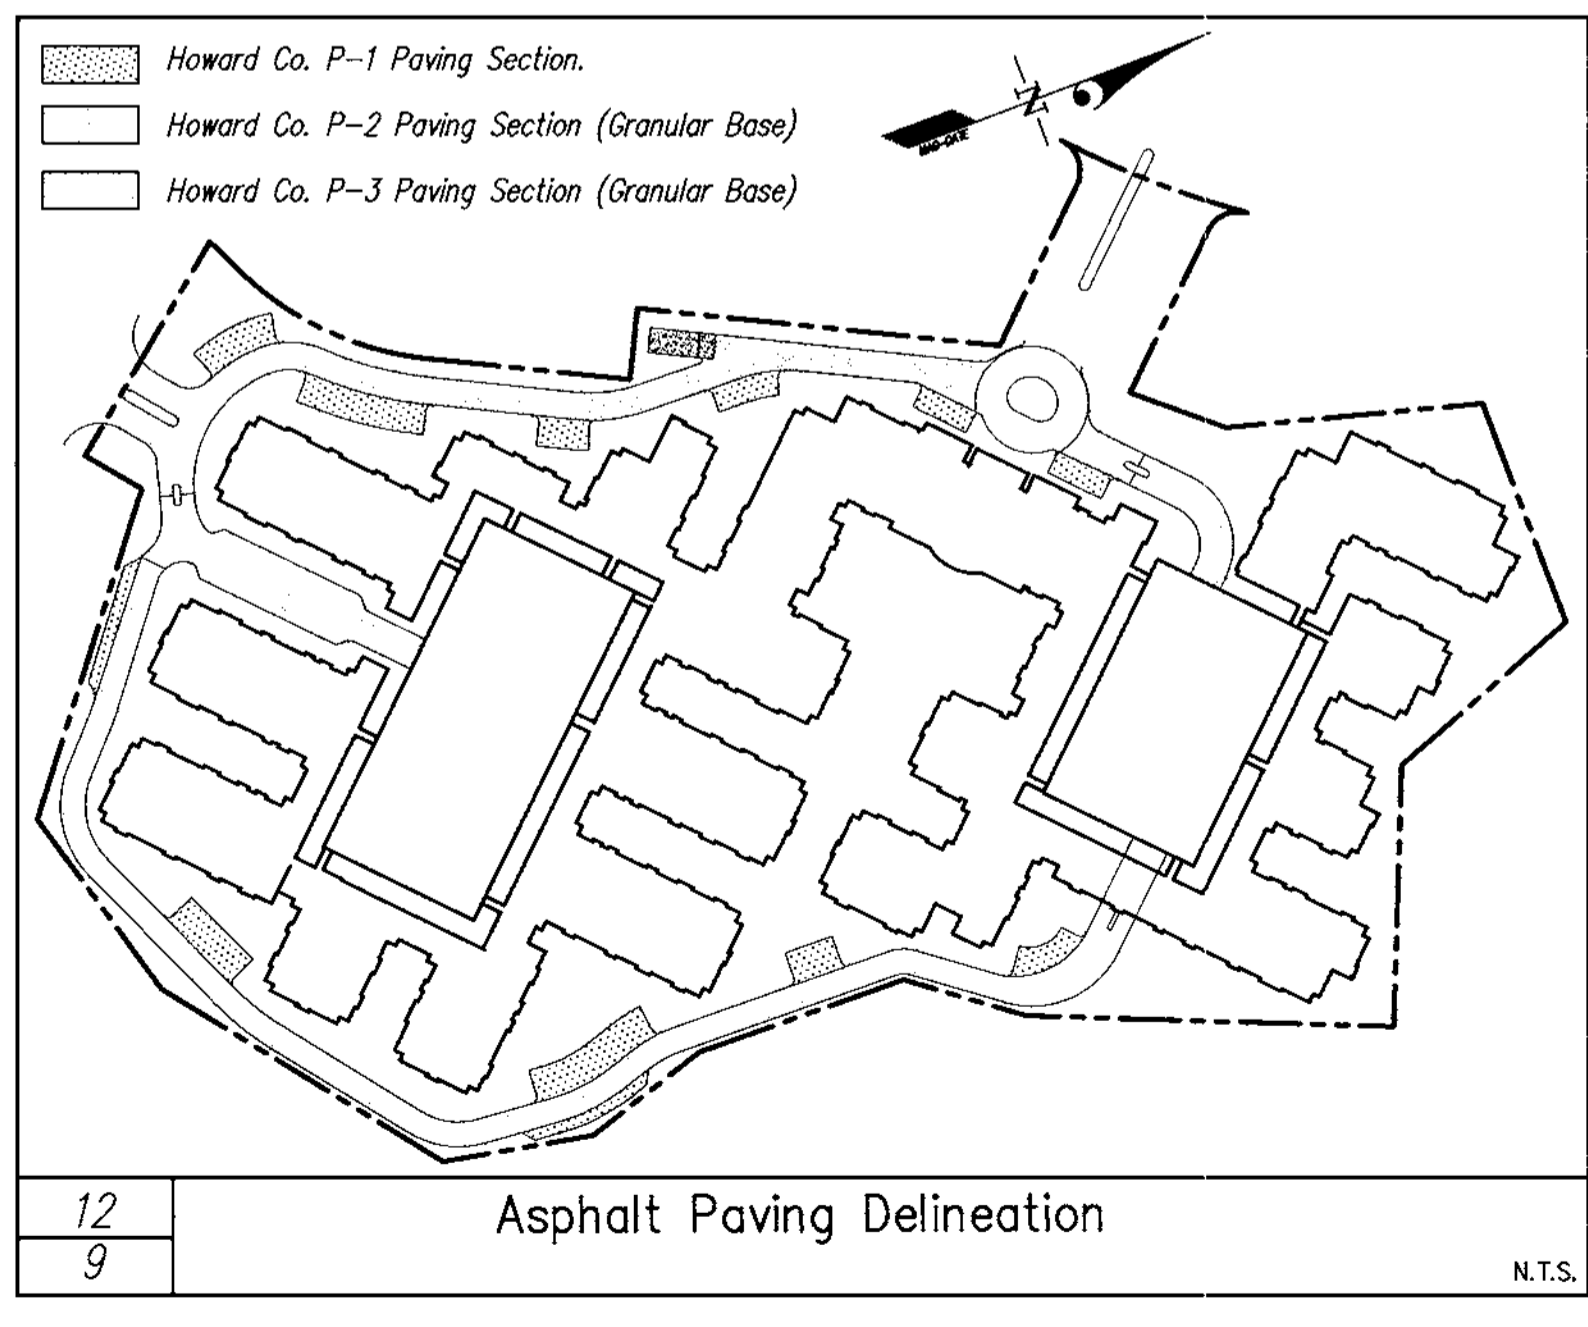 Howard Co. P-1 Paving Section.
Howard Co. P-2 Paving Section (Granular Base)
Howard Co. P-3 Paving Section (Granular Base)
N
Asphalt Paving Delineation
12
9
N.T.S.